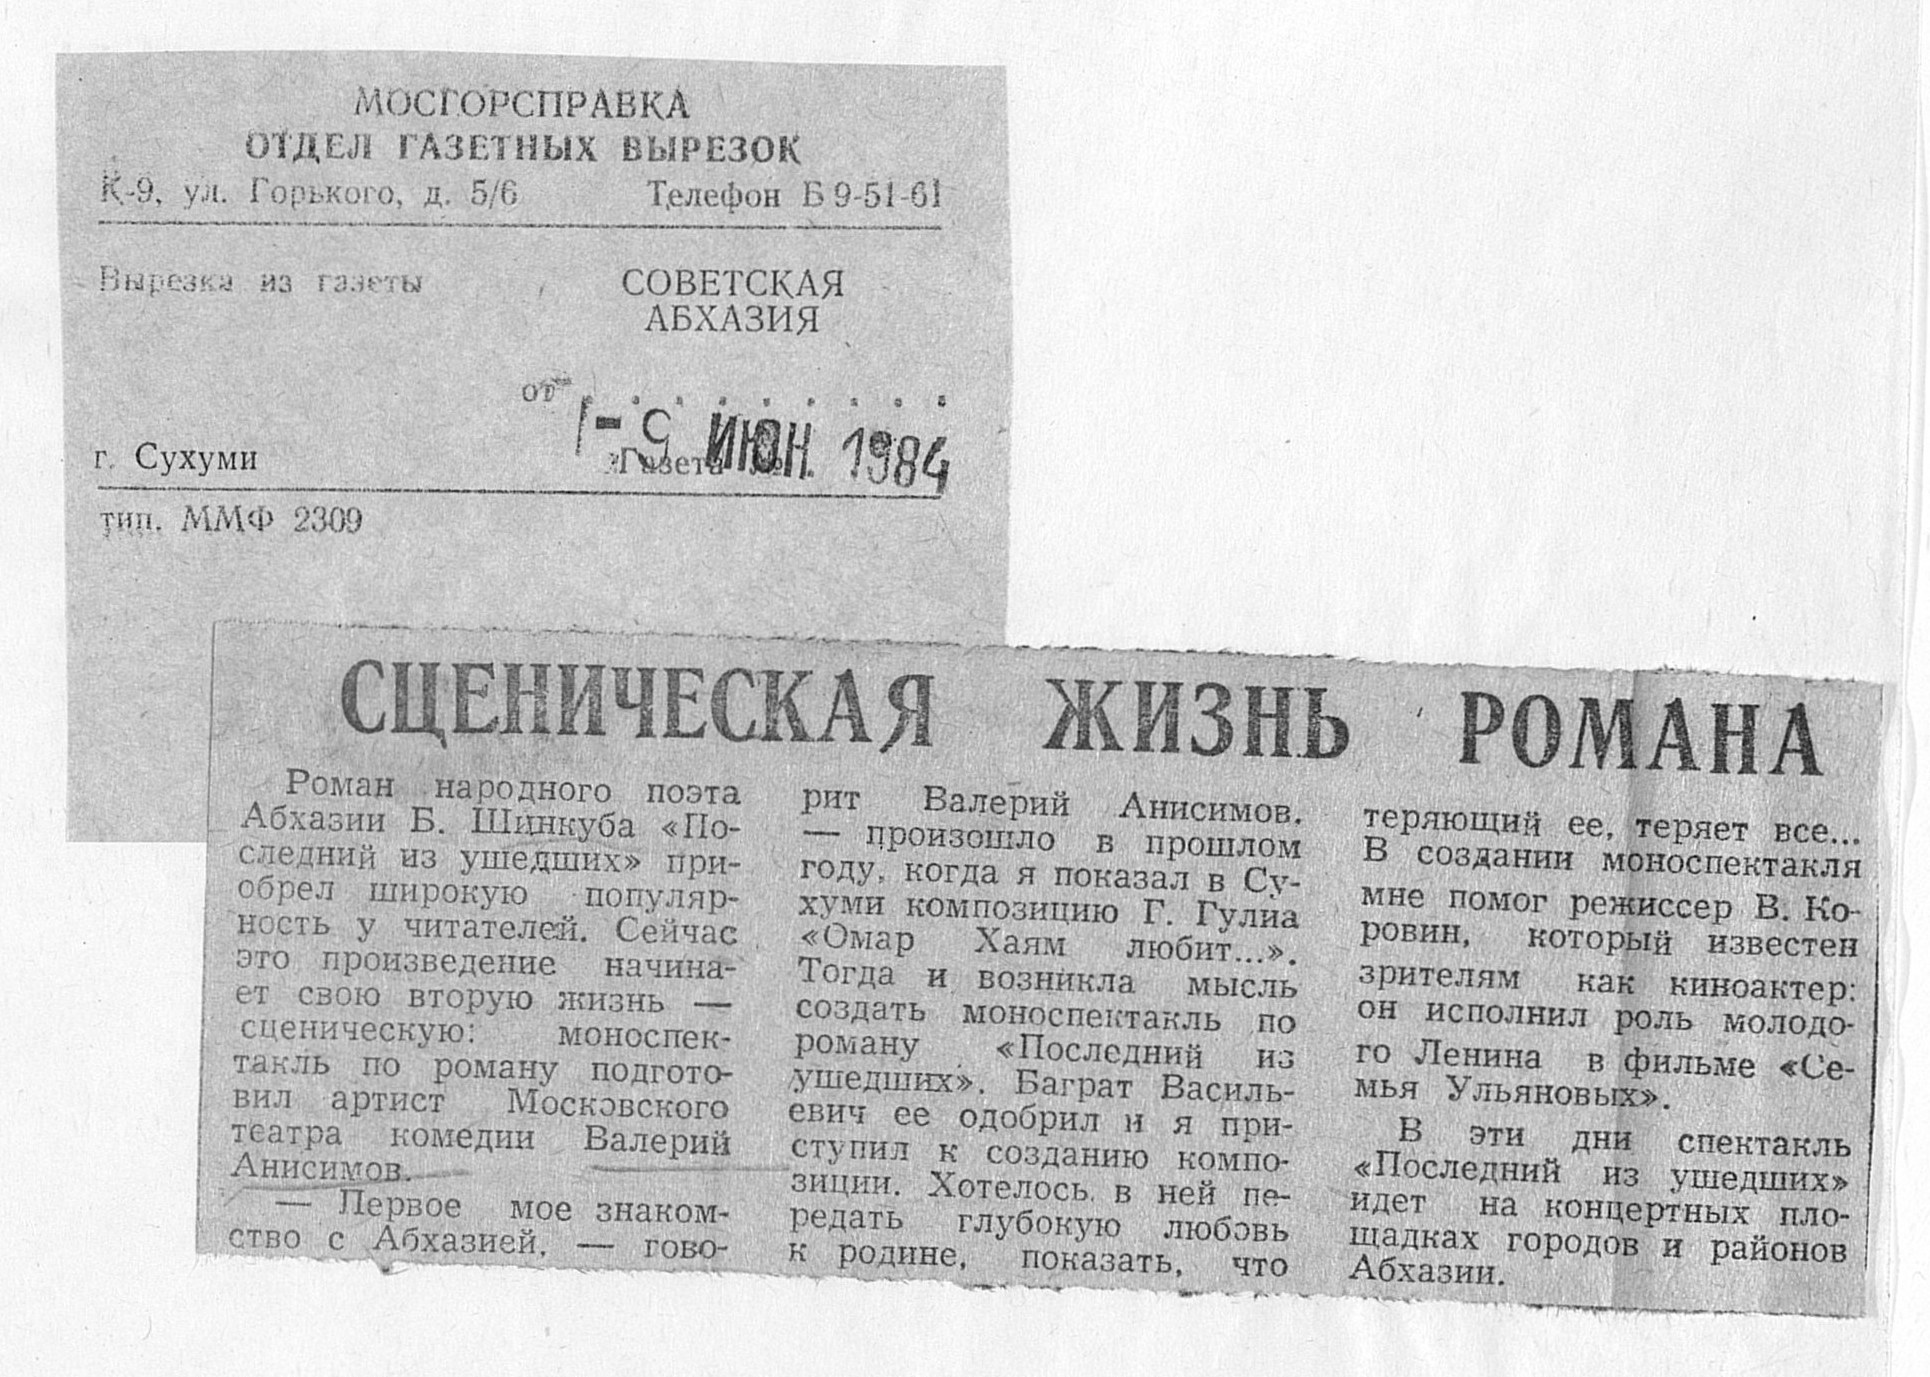 МОСГОРСПРАВКА
ОТДЕЛ ГАЗЕТНЫХ ВЫРЕЗОК
К-9, ул. Горького, д. 5/6 Телефон Б 9-51-61
Вырезка из газеты
СОВЕТСКАЯ
АБХАЗИЯ
от
- 9 ИЮН. 1984
г. Сухуми Газета №
тип. ММФ 2309
СЦЕНИЧЕСКАЯ ЖИЗНЬ РОМАНА
Роман народного поэта
Абхазии Б. Шинкуба «По-
следний из ушедших» при-
обрел широкую популяр-
ность у читателей. Сейчас
это произведение начина-
ет свою вторую жизнь —
сценическую: моноспек-
такль по роману подгото-
вил артист Московского
театра комедии Валерий
Анисимов.
— Первое мое знаком-
ство с Абхазией, — гово-
рит Валерий Анисимов.
— произошло в прошлом
году, когда я показал в Су-
хуми композицию Г. Гулиа
«Омар Хаям любит...».
Тогда и возникла мысль
создать моноспектакль по
роману «Последний из
ушедших». Баграт Василь-
евич ее одобрил и я при-
ступил к созданию компо-
зиции. Хотелось в ней пе-
редать глубокую любовь
к родине, показать, что
теряющий ее, теряет все...
В создании моноспектакля
мне помог режиссер В. Ко-
ровин, который известен
зрителям как киноактер:
он исполнил роль молодо-
го Ленина в фильме «Се-
мья Ульяновых».
В эти дни спектакль
«Последний из ушедших»
идет на концертных пло-
щадках городов и районов
Абхазии.